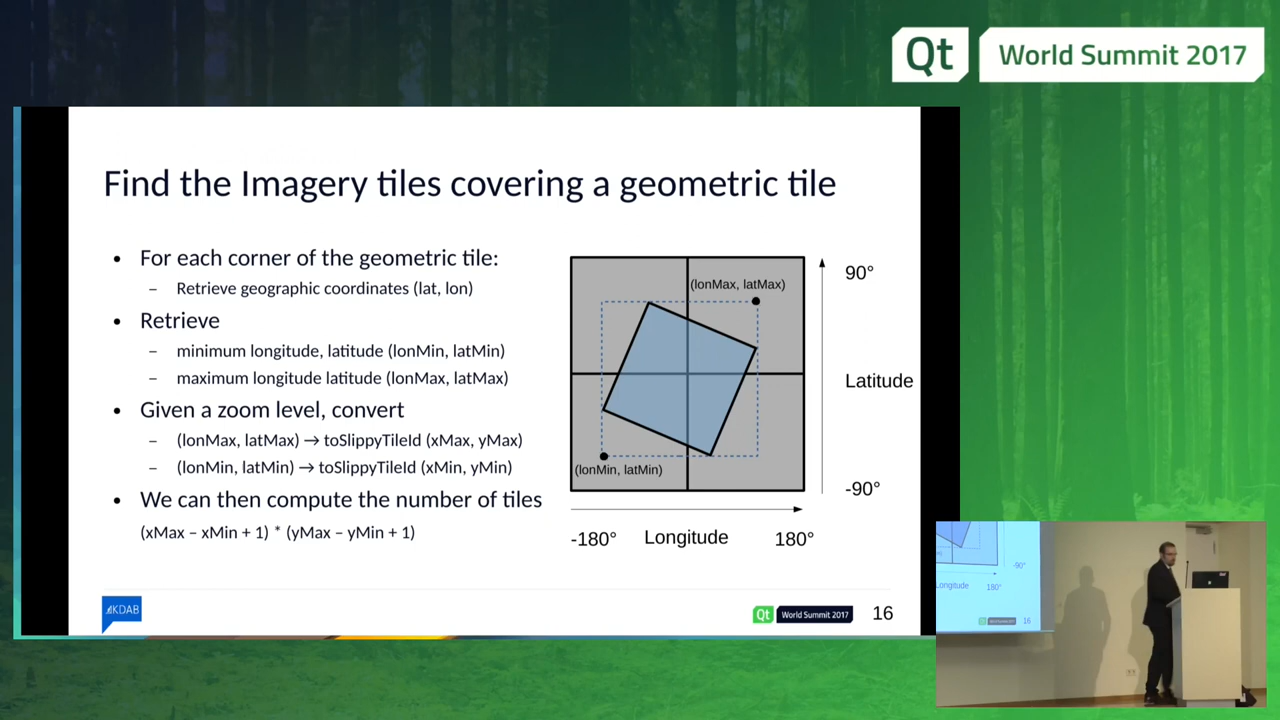 Qt World Summit 2017
Find the Imagery tiles covering a geometric tile
• For each corner of the geometric tile:
– Retrieve geographic coordinates (lat, lon)
• Retrieve
– minimum longitude, latitude (lonMin, latMin)
– maximum longitude latitude (lonMax, latMax)
• Given a zoom level, convert
– (lonMax, latMax) → toSlippyTileId (xMax, yMax)
– (lonMin, latMin) → toSlippyTileId (xMin, yMin)
• We can then compute the number of tiles
(xMax – xMin + 1) * (yMax – yMin + 1)
(lonMax, latMax)
(lonMin, latMin)
90°
Latitude
-90°
-180° Longitude 180°
KDAB
Qt World Summit 2017 16
-90°
Longitude 180°
16